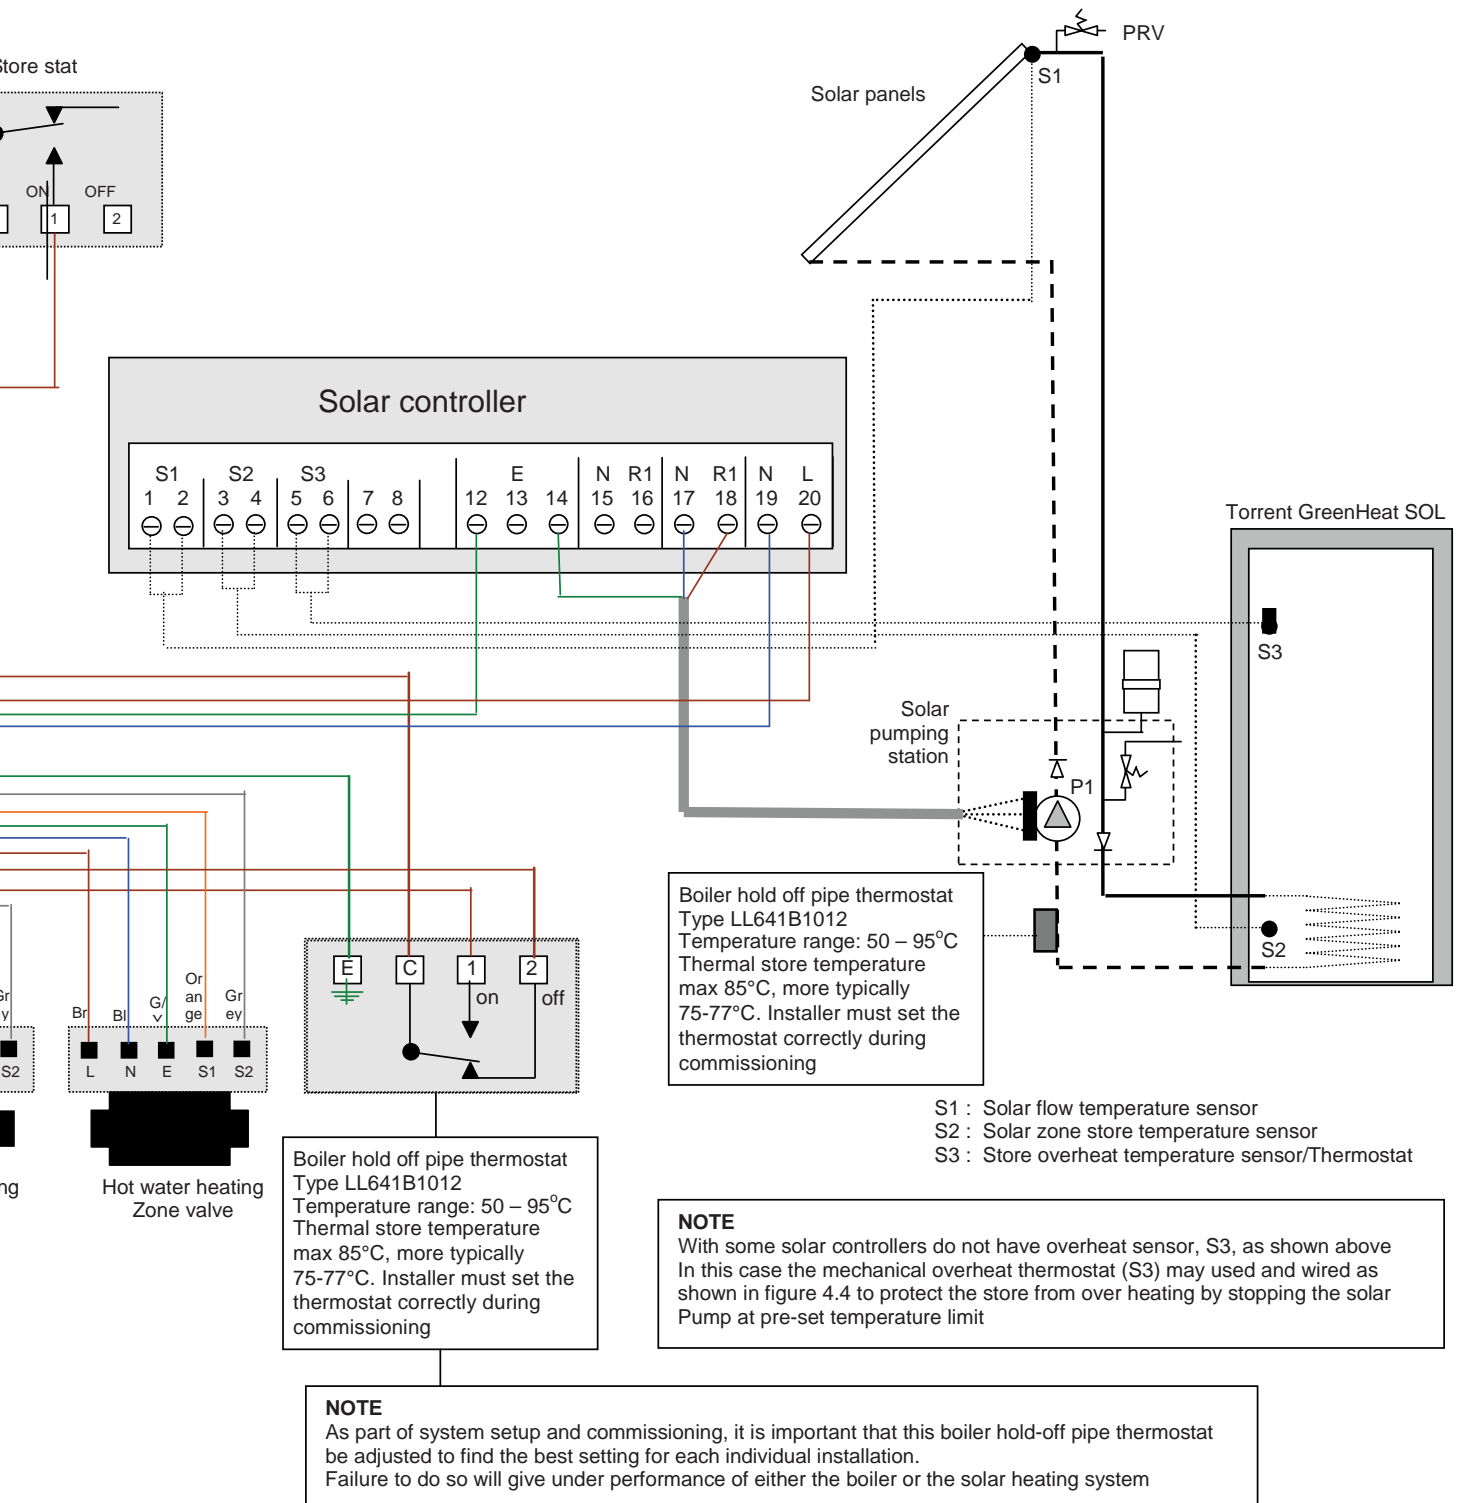 PRV
Store stat
S1
Solar panels
ON OFF
1 2
Solar controller
S1 S2 S3 E N R1 N R1 N L
1 2 3 4 5 6 7 8 12 13 14 15 16 17 18 19 20
Torrent GreenHeat SOL
S3
Solar
pumping
station
P1
Boiler hold off pipe thermostat
Type LL641B1012
Temperature range: 50 – 95°C
Thermal store temperature
max 85°C, more typically
75-77°C. Installer must set the
thermostat correctly during
commissioning
S2
E C 1 2
on off
Gr
y
Br Bl G/
Y
Or
an
ge
Gr
ey
S2
L N E S1 S2
ng
Hot water heating
Zone valve
Boiler hold off pipe thermostat
Type LL641B1012
Temperature range: 50 – 95°C
Thermal store temperature
max 85°C, more typically
75-77°C. Installer must set the
thermostat correctly during
commissioning
S1 : Solar flow temperature sensor
S2 : Solar zone store temperature sensor
S3 : Store overheat temperature sensor/Thermostat
NOTE
With some solar controllers do not have overheat sensor, S3, as shown above
In this case the mechanical overheat thermostat (S3) may used and wired as
shown in figure 4.4 to protect the store from over heating by stopping the solar
Pump at pre-set temperature limit
NOTE
As part of system setup and commissioning, it is important that this boiler hold-off pipe thermostat
be adjusted to find the best setting for each individual installation.
Failure to do so will give under performance of either the boiler or the solar heating system